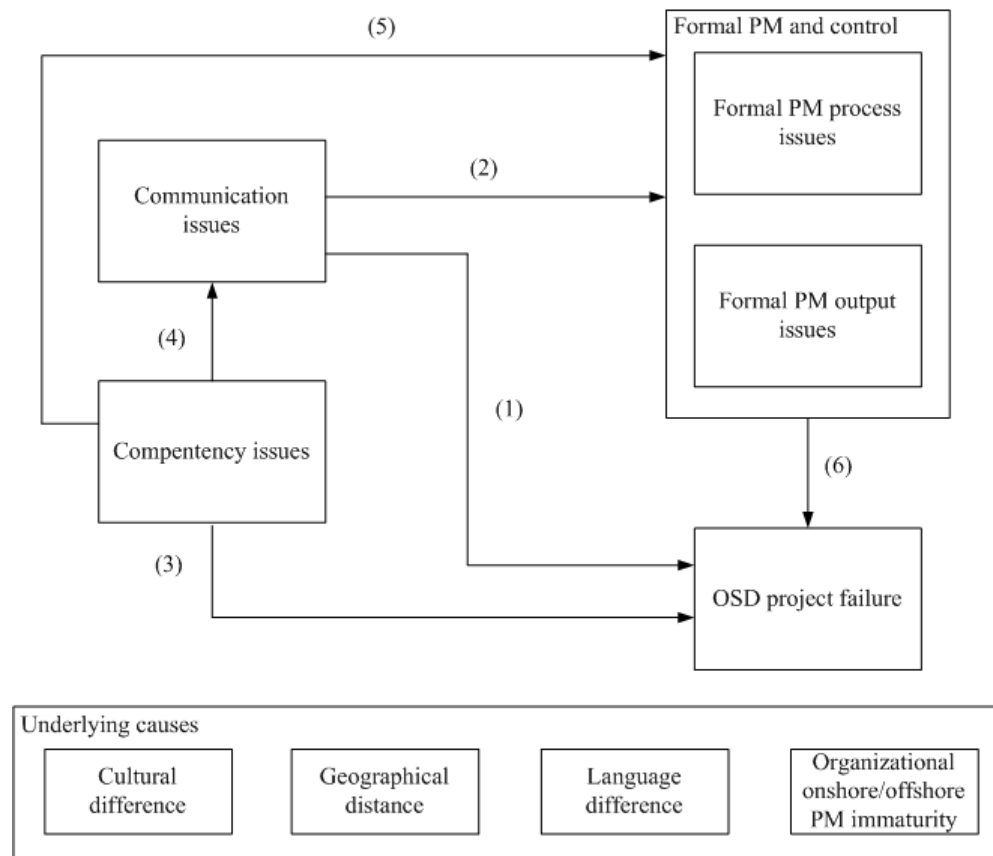 (5)
Formal PM and control
Formal PM process
issues
Communication
issues
(2)
Formal PM output
issues
(4)
(1)
Compentency issues
(6)
(3)
OSD project failure
Underlying causes
Cultural
difference
Geographical
distance
Language
difference
Organizational
onshore/offshore
PM immaturity